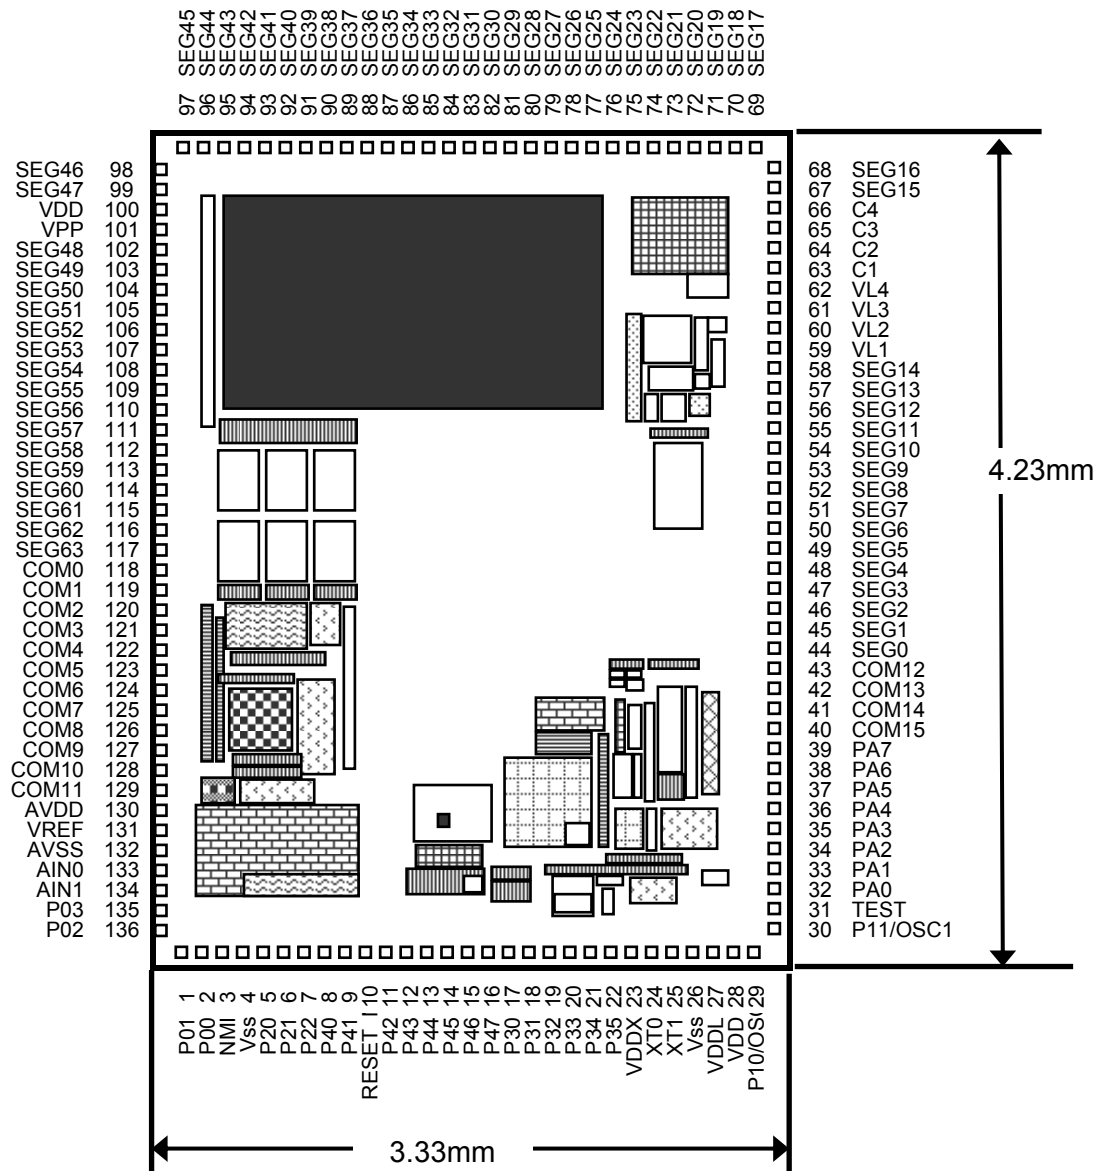 97 SEG45
96 SEG44
95 SEG43
94 SEG42
93 SEG41
92 SEG40
91 SEG39
90 SEG38
89 SEG37
88 SEG36
87 SEG35
86 SEG34
85 SEG33
84 SEG32
83 SEG31
82 SEG30
81 SEG29
80 SEG28
79 SEG27
78 SEG26
77 SEG25
76 SEG24
75 SEG23
74 SEG22
73 SEG21
72 SEG20
71 SEG19
70 SEG18
69 SEG17
SEG46 98
SEG47 99
VDD 100
VPP 101
SEG48 102
SEG49 103
SEG50 104
SEG51 105
SEG52 106
SEG53 107
SEG54 108
SEG55 109
SEG56 110
SEG57 111
SEG58 112
SEG59 113
SEG60 114
SEG61 115
SEG62 116
SEG63 117
COM0 118
COM1 119
COM2 120
COM3 121
COM4 122
COM5 123
COM6 124
COM7 125
COM8 126
COM9 127
COM10 128
COM11 129
AVDD 130
VREF 131
AVSS 132
AIN0 133
AIN1 134
P03 135
P02 136
68 SEG16
67 SEG15
66 C4
65 C3
64 C2
63 C1
62 VL4
61 VL3
60 VL2
59 VL1
58 SEG14
57 SEG13
56 SEG12
55 SEG11
54 SEG10
53 SEG9
52 SEG8
51 SEG7
50 SEG6
49 SEG5
48 SEG4
47 SEG3
46 SEG2
45 SEG1
44 SEG0
43 COM12
42 COM13
41 COM14
40 COM15
39 PA7
38 PA6
37 PA5
36 PA4
35 PA3
34 PA2
33 PA1
32 PA0
31 TEST
30 P11/OSC1
4.23mm
P01 1
P00 2
NMI 3
Vss 4
P20 5
P21 6
P22 7
P40 8
P41 9
RESET 10
P42 11
P43 12
P44 13
P45 14
P46 15
P47 16
P30 17
P31 18
P32 19
P33 20
P34 21
P35 22
VDDX 23
XT0 24
XT1 25
Vss 26
VDDL 27
VDD 28
P10/OS 29
3.33mm